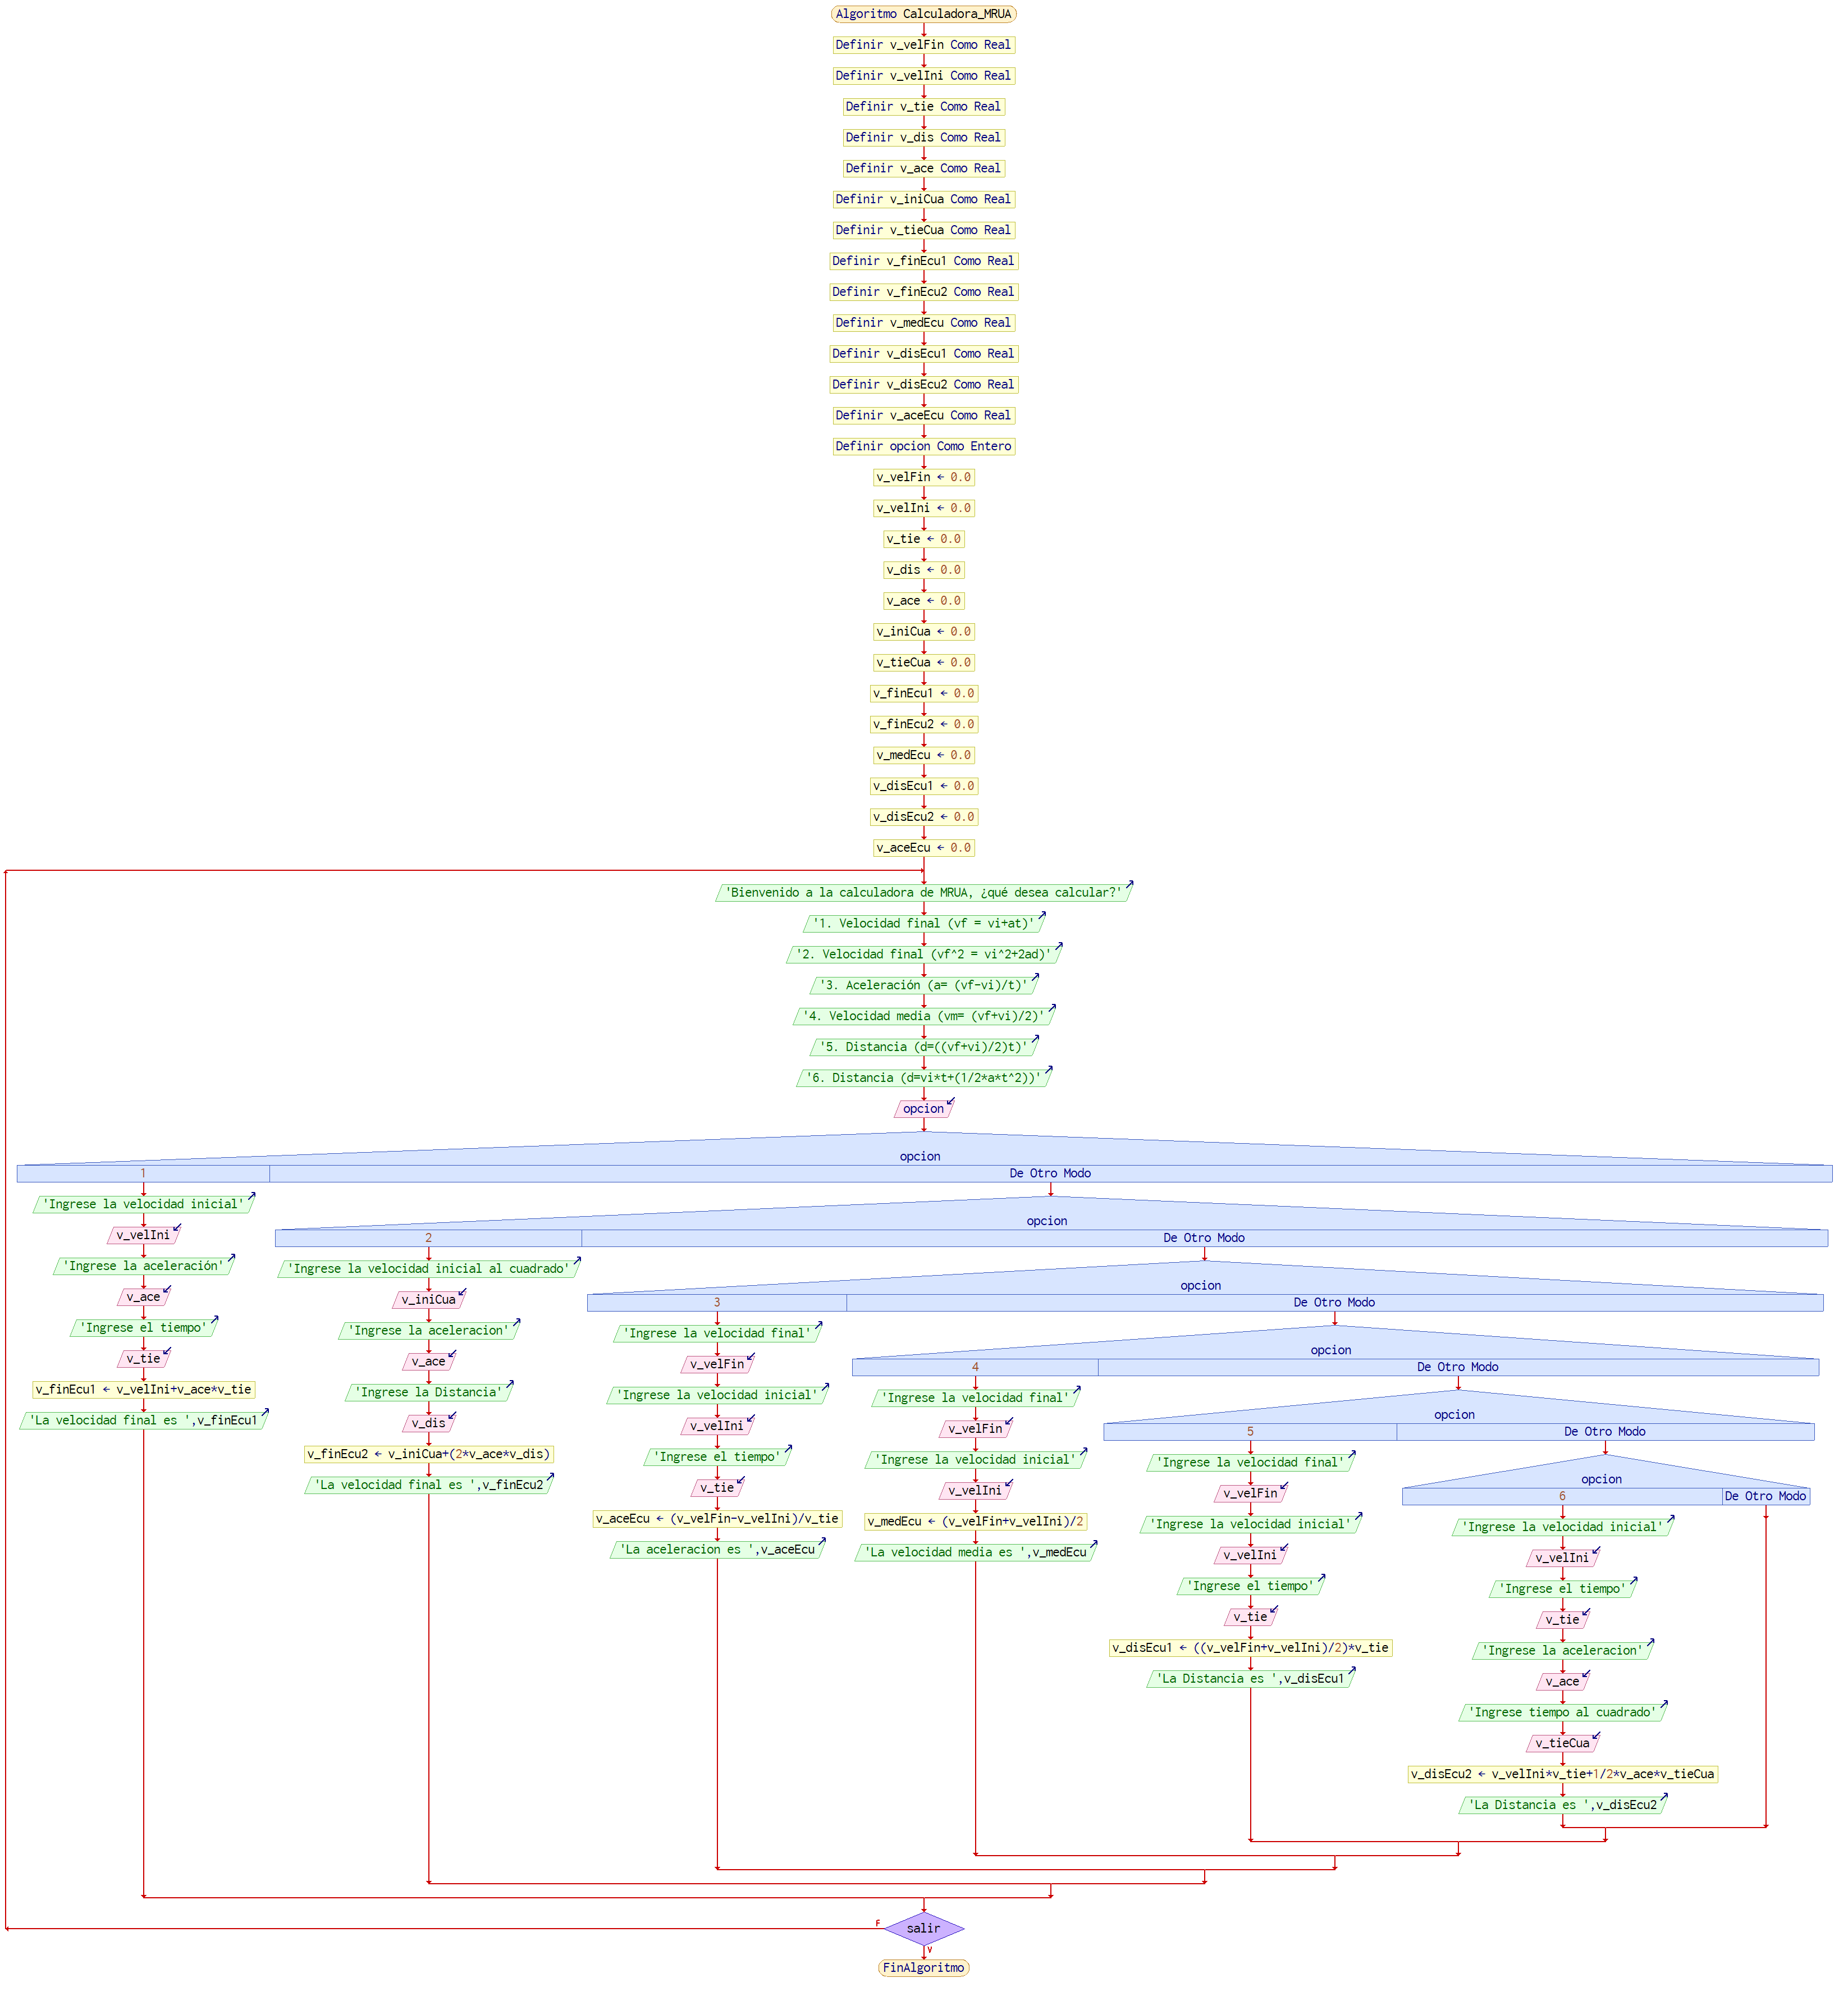 Algoritmo Calculadora_MRUA
Definir v_velFin Como Real
Definir v_velIni Como Real
Definir v_tie Como Real
Definir v_dis Como Real
Definir v_ace Como Real
Definir v_iniCua Como Real
Definir v_tieCua Como Real
Definir v_finEcu1 Como Real
Definir v_finEcu2 Como Real
Definir v_medEcu Como Real
Definir v_disEcu1 Como Real
Definir v_disEcu2 Como Real
Definir v_aceEcu Como Real
Definir opcion Como Entero
v_velFin ← 0.0
v_velIni ← 0.0
v_tie ← 0.0
v_dis ← 0.0
v_ace ← 0.0
v_iniCua ← 0.0
v_tieCua ← 0.0
v_finEcu1 ← 0.0
v_finEcu2 ← 0.0
v_medEcu ← 0.0
v_disEcu1 ← 0.0
v_disEcu2 ← 0.0
v_aceEcu ← 0.0
'Bienvenido a la calculadora de MRUA, ¿qué desea calcular?'
'1. Velocidad final (vf = vi+at)'
'2. Velocidad final (vf^2 = vi^2+2ad)'
'3. Aceleración (a= (vf-vi)/t)'
'4. Velocidad media (vm= (vf+vi)/2)'
'5. Distancia (d=((vf+vi)/2)t)'
'6. Distancia (d=vi*t+(1/2*a*t^2))'
opcion
opcion
1
De Otro Modo
'Ingrese la velocidad inicial'
v_velIni
'Ingrese la aceleración'
v_ace
'Ingrese el tiempo'
v_tie
v_finEcu1 ← v_velIni+v_ace*v_tie
'La velocidad final es ',v_finEcu1
opcion
2
De Otro Modo
'Ingrese la velocidad inicial al cuadrado'
v_iniCua
'Ingrese la aceleracion'
v_ace
'Ingrese la Distancia'
v_dis
v_finEcu2 ← v_iniCua+(2*v_ace*v_dis)
'La velocidad final es ',v_finEcu2
opcion
3
De Otro Modo
'Ingrese la velocidad final'
v_velFin
'Ingrese la velocidad inicial'
v_velIni
'Ingrese el tiempo'
v_tie
v_aceEcu ← (v_velFin-v_velIni)/v_tie
'La aceleracion es ',v_aceEcu
opcion
4
De Otro Modo
'Ingrese la velocidad final'
v_velFin
'Ingrese la velocidad inicial'
v_velIni
v_medEcu ← (v_velFin+v_velIni)/2
'La velocidad media es ',v_medEcu
opcion
5
De Otro Modo
'Ingrese la velocidad final'
v_velFin
'Ingrese la velocidad inicial'
v_velIni
'Ingrese el tiempo'
v_tie
v_disEcu1 ← ((v_velFin+v_velIni)/2)*v_tie
'La Distancia es ',v_disEcu1
opcion
6
De Otro Modo
'Ingrese la velocidad inicial'
v_velIni
'Ingrese el tiempo'
v_tie
'Ingrese la aceleracion'
v_ace
'Ingrese tiempo al cuadrado'
v_tieCua
v_disEcu2 ← v_velIni*v_tie+1/2*v_ace*v_tieCua
'La Distancia es ',v_disEcu2
F
salir
V
FinAlgoritmo